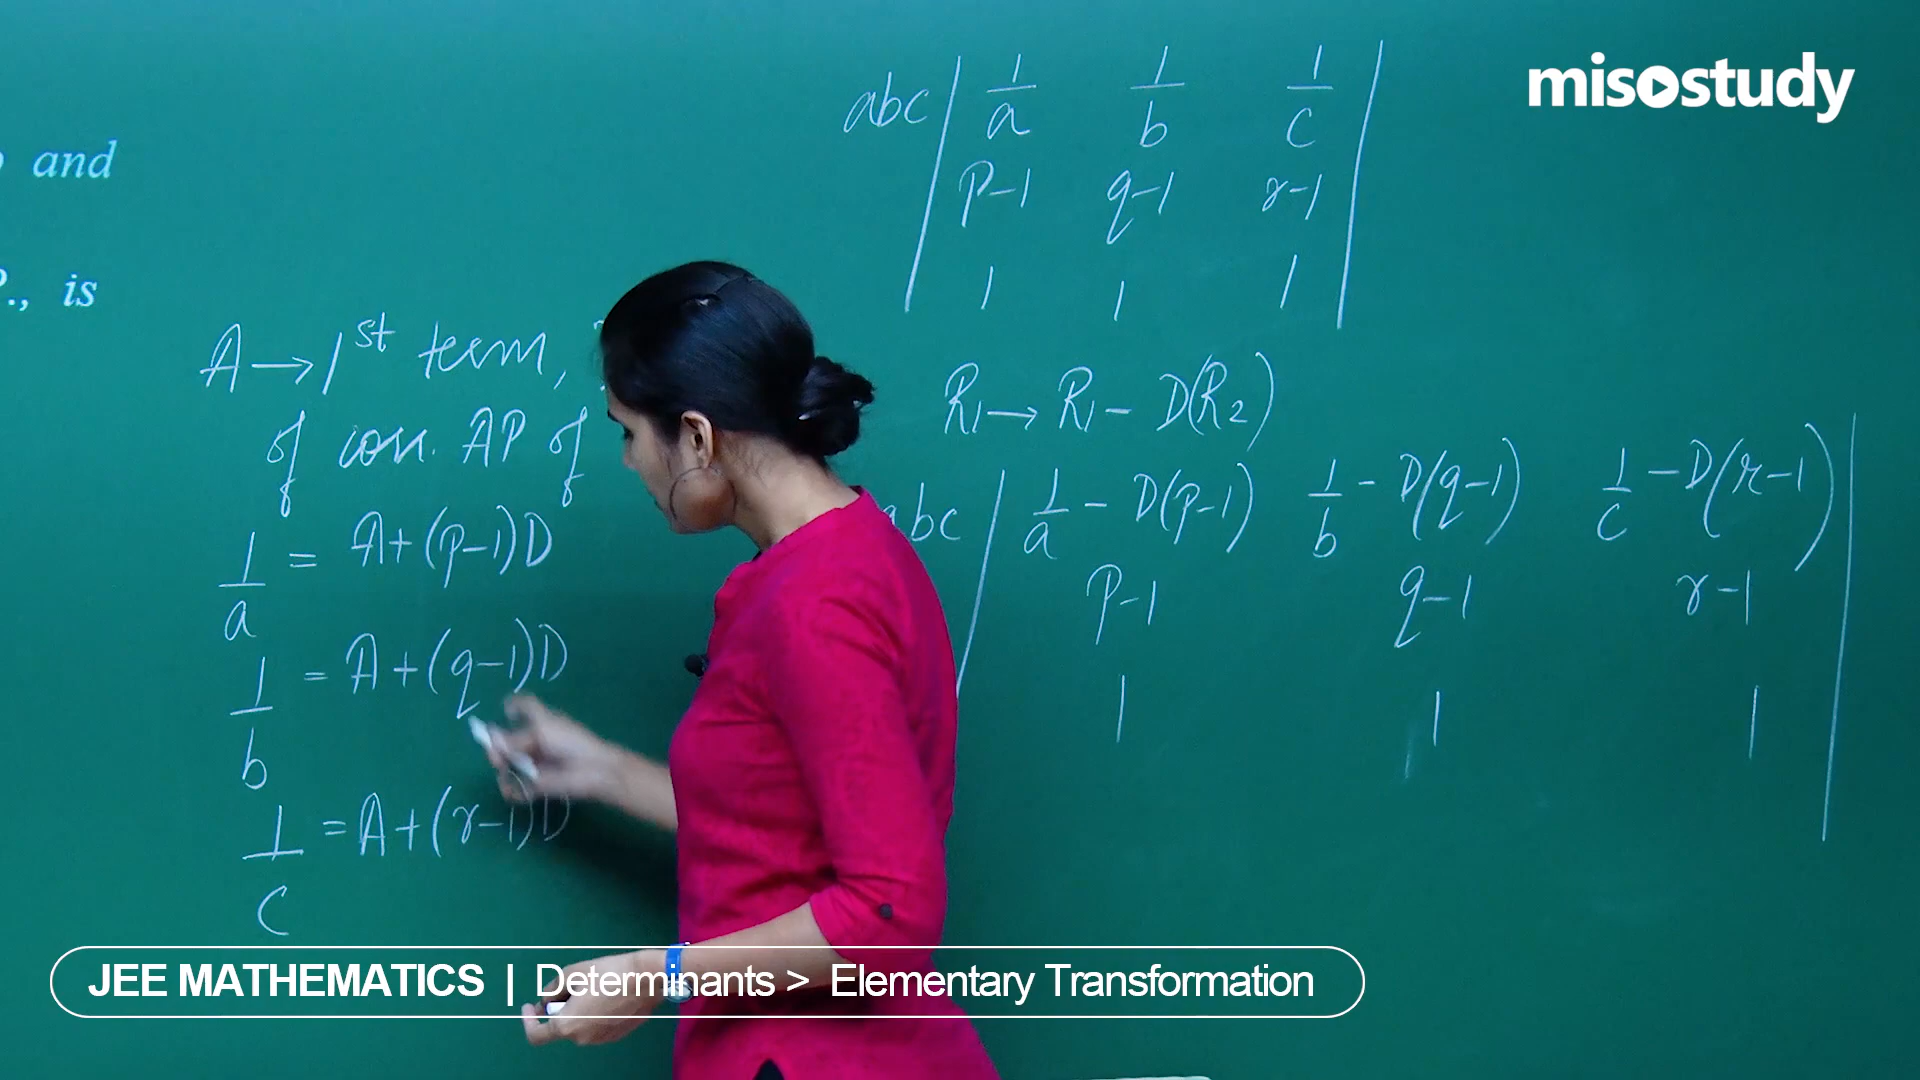 misostudy
and
., is
abc | 1/a 1/b 1/c |
p-1 q-1 r-1
1 1 1
A → 1st term,
of corr. AP of
1/a = A+(p-1)D
1/b = A+(q-1)D
1/c = A+(r-1)D
R1 → R1 - D(R2)
abc | 1/a - D(p-1) 1/b - D(q-1) 1/c - D(r-1) |
p-1 q-1 r-1
1 1 1
JEE MATHEMATICS | Determinants > Elementary Transformation